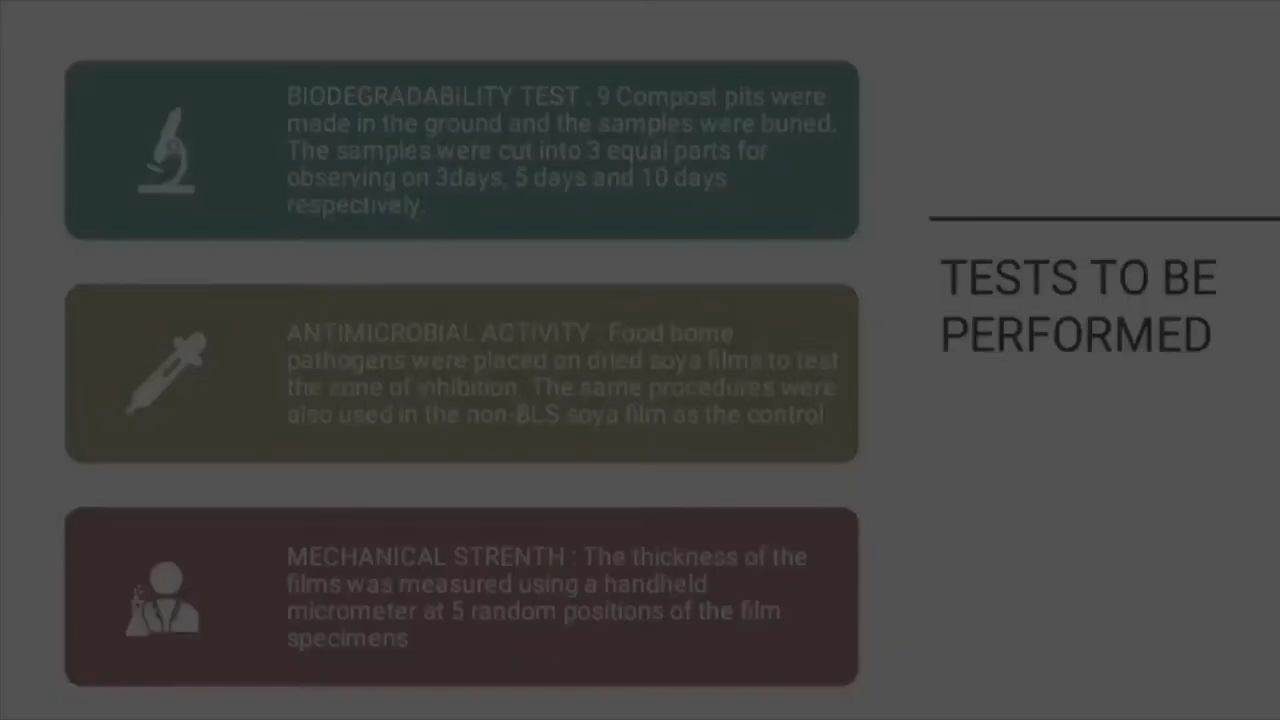 BIODEGRADABILITY TEST : 9 Compost pits were
made in the ground and the samples were buried.
The samples were cut into 3 equal parts for
observing on 3days, 5 days and 10 days
respectively.
ANTIMICROBIAL ACTIVITY : Food borne
pathogens were placed on dried soya films to test
the zone of inhibition. The same procedures were
also used in the non-BLS soya film as the control
MECHANICAL STRENTH : The thickness of the
films was measured using a handheld
micrometer at 5 random positions of the film
specimens
TESTS TO BE
PERFORMED